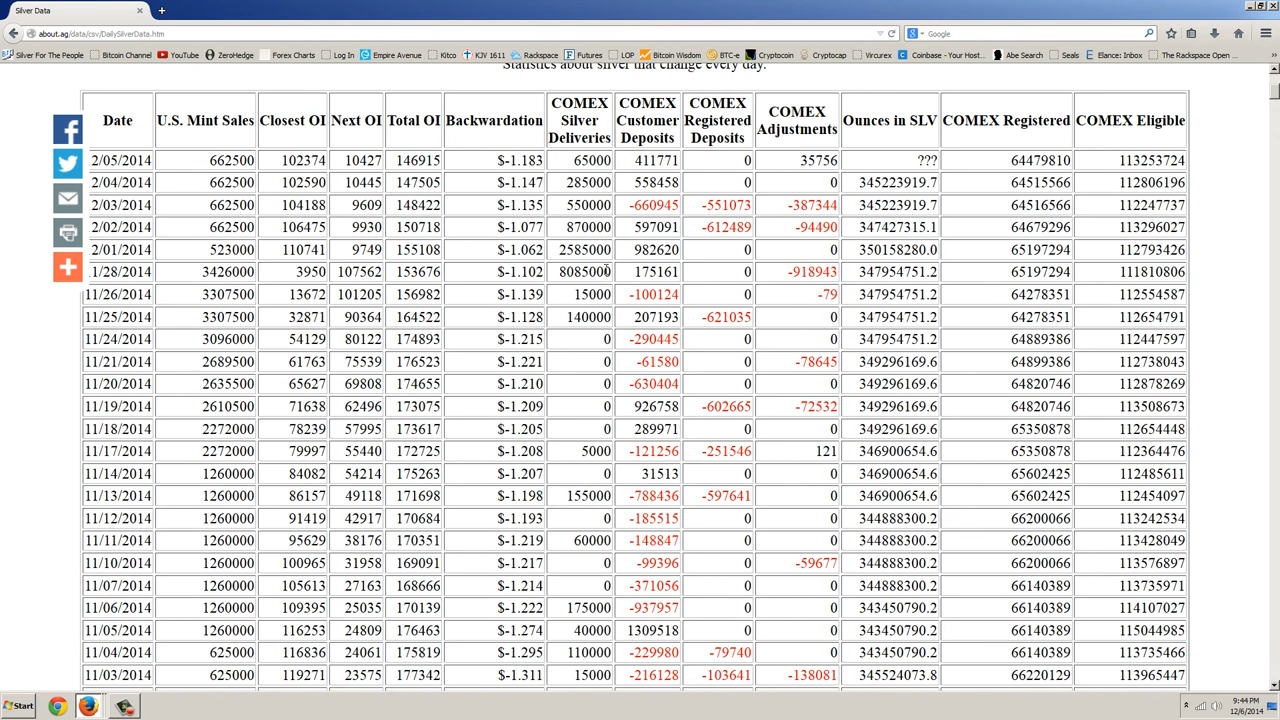 Silver Data
about.ag/data/csv/DailySilverData.htm
Google
Silver For The People Bitcoin Channel YouTube ZeroHedge Forex Charts Log In Empire Avenue Kitco KJV 1611 Rackspace Futures LOP Bitcoin Wisdom BTC-e Cryptocoin Cryptocap Vircurex Coinbase - Your Host... Abe Search Seals Elance: Inbox The Rackspace Open ...
Statistics about silver that change every day.
Date U.S. Mint Sales Closest OI Next OI Total OI Backwardation COMEX Silver Deliveries COMEX Customer Deposits COMEX Registered Deposits COMEX Adjustments Ounces in SLV COMEX Registered COMEX Eligible
2/05/2014 662500 102374 10427 146915 $-1.183 65000 411771 0 35756 ??? 64479810 113253724
2/04/2014 662500 102590 10445 147505 $-1.147 285000 558458 0 0 345223919.7 64515566 112806196
2/03/2014 662500 104188 9609 148422 $-1.135 550000 -660945 -551073 -387344 345223919.7 64516566 112247737
2/02/2014 662500 106475 9930 150718 $-1.077 870000 597091 -612489 -94490 347427315.1 64679296 113296027
2/01/2014 523000 110741 9749 155108 $-1.062 2585000 982620 0 0 350158280.0 65197294 112793426
1/28/2014 3426000 3950 107562 153676 $-1.102 8085000 175161 0 -918943 347954751.2 65197294 111810806
11/26/2014 3307500 13672 101205 156982 $-1.139 15000 -100124 0 -79 347954751.2 64278351 112554587
11/25/2014 3307500 32871 90364 164522 $-1.128 140000 207193 -621035 0 347954751.2 64278351 112654791
11/24/2014 3096000 54129 80122 174893 $-1.215 0 -290445 0 0 347954751.2 64889386 112447597
11/21/2014 2689500 61763 75539 176523 $-1.221 0 -61580 0 -78645 349296169.6 64899386 112738043
11/20/2014 2635500 65627 69808 174655 $-1.210 0 -630404 0 0 349296169.6 64820746 112878269
11/19/2014 2610500 71638 62496 173075 $-1.209 0 926758 -602665 -72532 349296169.6 64820746 113508673
11/18/2014 2272000 78239 57995 173617 $-1.205 0 289971 0 0 349296169.6 65350878 112654448
11/17/2014 2272000 79997 55440 172725 $-1.208 5000 -121256 -251546 121 346900654.6 65350878 112364476
11/14/2014 1260000 84082 54214 175263 $-1.207 0 31513 0 0 346900654.6 65602425 112485611
11/13/2014 1260000 86157 49118 171698 $-1.198 155000 -788436 -597641 0 346900654.6 65602425 112454097
11/12/2014 1260000 91419 42917 170684 $-1.193 0 -185515 0 0 344888300.2 66200066 113242534
11/11/2014 1260000 95629 38176 170351 $-1.219 60000 -148847 0 0 344888300.2 66200066 113428049
11/10/2014 1260000 100965 31958 169091 $-1.217 0 -99396 0 -59677 344888300.2 66200066 113576897
11/07/2014 1260000 105613 27163 168666 $-1.214 0 -371056 0 0 344888300.2 66140389 113735971
11/06/2014 1260000 109395 25035 170139 $-1.222 175000 -937957 0 0 343450790.2 66140389 114107027
11/05/2014 1260000 116253 24809 176463 $-1.274 40000 1309518 0 0 343450790.2 66140389 115044985
11/04/2014 625000 116836 24061 175819 $-1.295 110000 -229980 -79740 0 343450790.2 66140389 113735466
11/03/2014 625000 119271 23575 177342 $-1.311 15000 -216128 -103641 -138081 345524073.8 66220129 113965447
Start
9:44 PM
12/6/2014